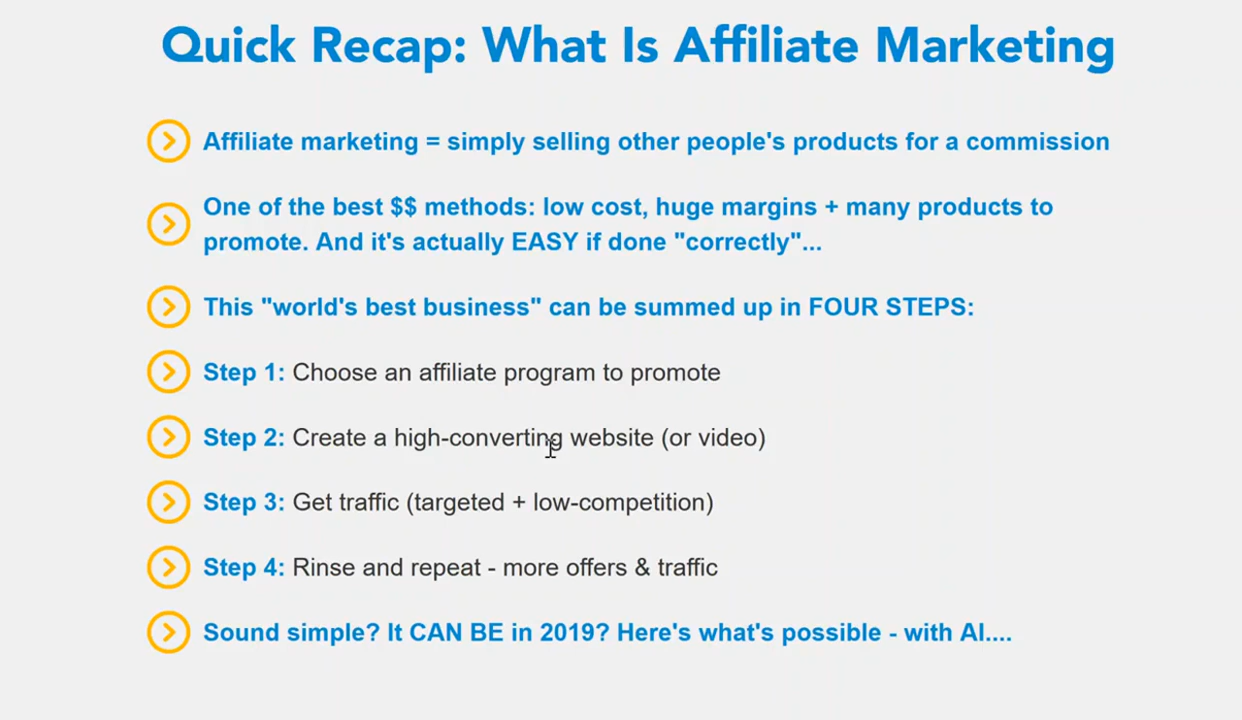 Quick Recap: What Is Affiliate Marketing
Affiliate marketing = simply selling other people's products for a commission
One of the best $$ methods: low cost, huge margins + many products to
promote. And it's actually EASY if done "correctly"...
This "world's best business" can be summed up in FOUR STEPS:
Step 1: Choose an affiliate program to promote
Step 2: Create a high-converting website (or video)
Step 3: Get traffic (targeted + low-competition)
Step 4: Rinse and repeat - more offers & traffic
Sound simple? It CAN BE in 2019? Here's what's possible - with AI....